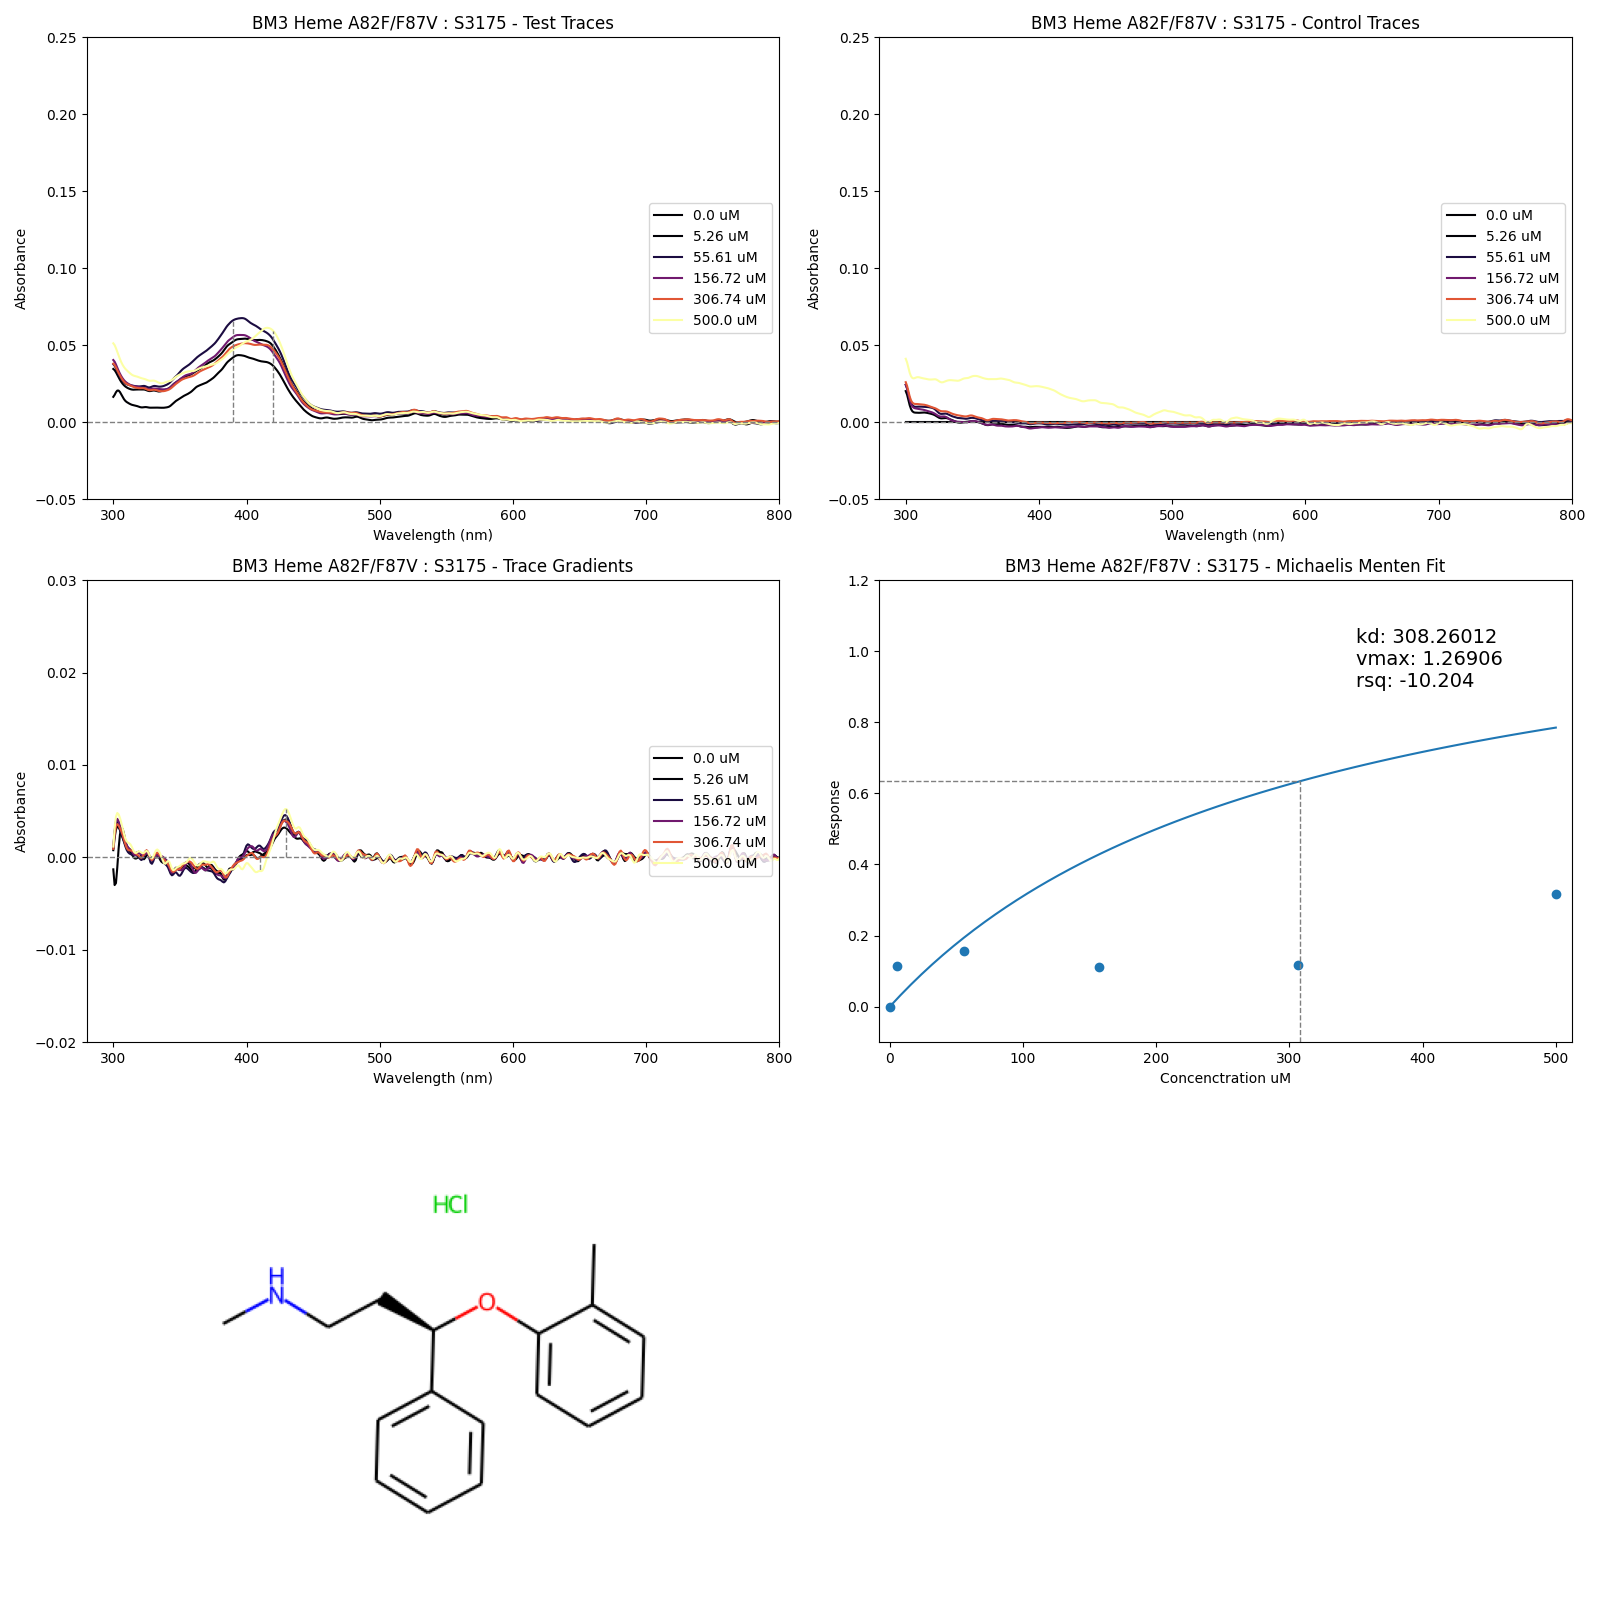 BM3 Heme A82F/F87V : S3175 - Test Traces
0.25
0.20
0.15
0.10
0.05
0.00
−0.05
Absorbance
300
400
500
600
700
800
Wavelength (nm)
0.0 uM
5.26 uM
55.61 uM
156.72 uM
306.74 uM
500.0 uM
BM3 Heme A82F/F87V : S3175 - Control Traces
0.25
0.20
0.15
0.10
0.05
0.00
−0.05
Absorbance
300
400
500
600
700
800
Wavelength (nm)
0.0 uM
5.26 uM
55.61 uM
156.72 uM
306.74 uM
500.0 uM
BM3 Heme A82F/F87V : S3175 - Trace Gradients
0.03
0.02
0.01
0.00
−0.01
−0.02
Absorbance
300
400
500
600
700
800
Wavelength (nm)
0.0 uM
5.26 uM
55.61 uM
156.72 uM
306.74 uM
500.0 uM
BM3 Heme A82F/F87V : S3175 - Michaelis Menten Fit
1.2
1.0
0.8
0.6
0.4
0.2
0.0
Response
0
100
200
300
400
500
Concenctration uM
kd: 308.26012
vmax: 1.26906
rsq: -10.204
HCl
H
N
O